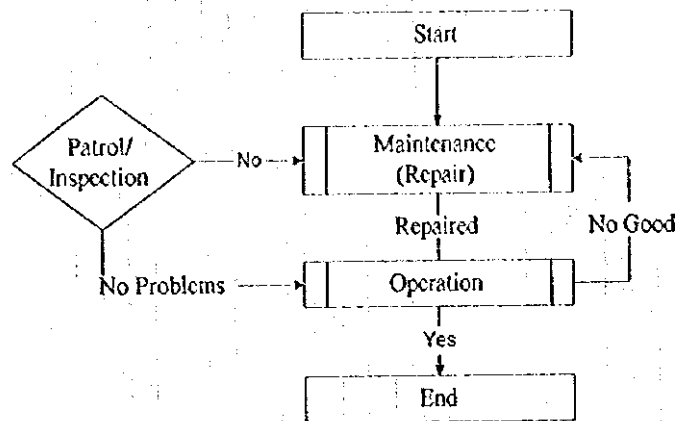 Start
Patrol/
Inspection
No
Maintenance
(Repair)
Repaired
No Good
No Problems
Operation
Yes
End